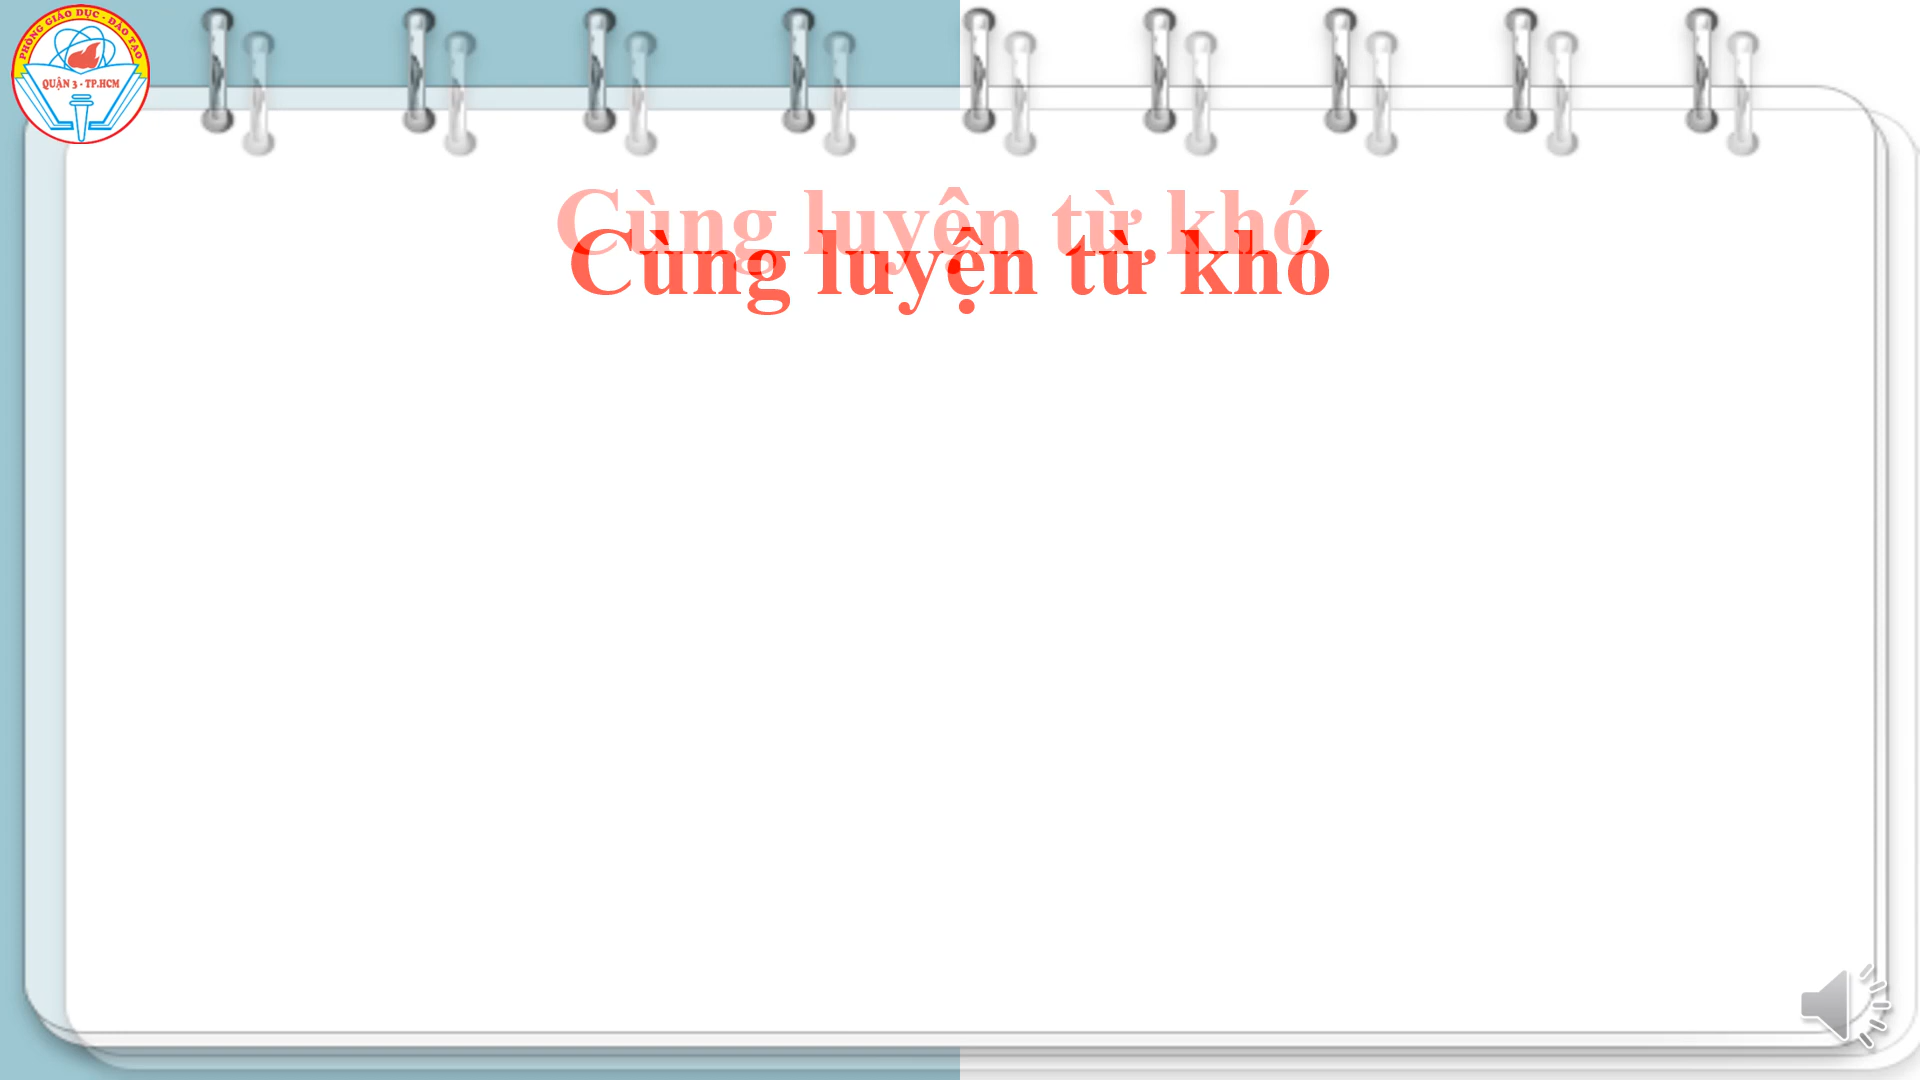 PHÒNG GIÁO DỤC - ĐÀO TẠO
QUẬN 3 - TP.HCM
Cùng luyện từ khó
Cùng luyện từ khó